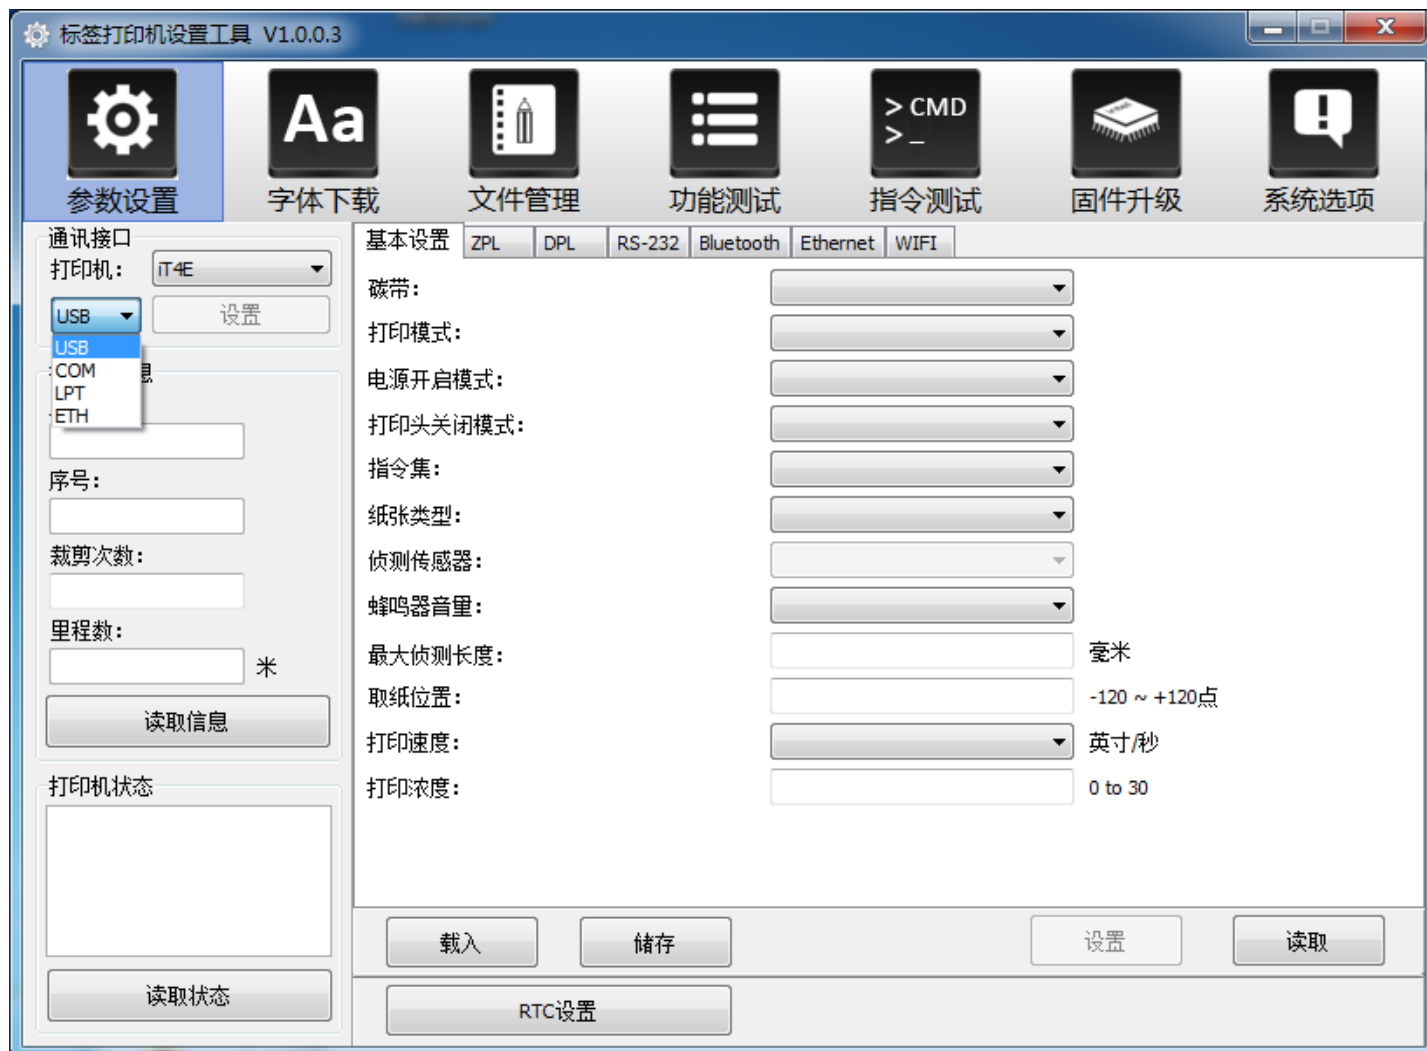 标签打印机设置工具 V1.0.0.3
Aa
> CMD
>_
参数设置
字体下载
文件管理
功能测试
指令测试
固件升级
系统选项
通讯接口
打印机:
iT4E
USB
设置
USB
COM
LPT
ETH
息
序号:
裁剪次数:
里程数:
米
读取信息
打印机状态
读取状态
基本设置
ZPL
DPL
RS-232
Bluetooth
Ethernet
WIFI
碳带:
打印模式:
电源开启模式:
打印头关闭模式:
指令集:
纸张类型:
侦测传感器:
蜂鸣器音量:
最大侦测长度:
毫米
取纸位置:
-120 ~ +120点
打印速度:
英寸/秒
打印浓度:
0 to 30
载入
储存
设置
读取
RTC设置